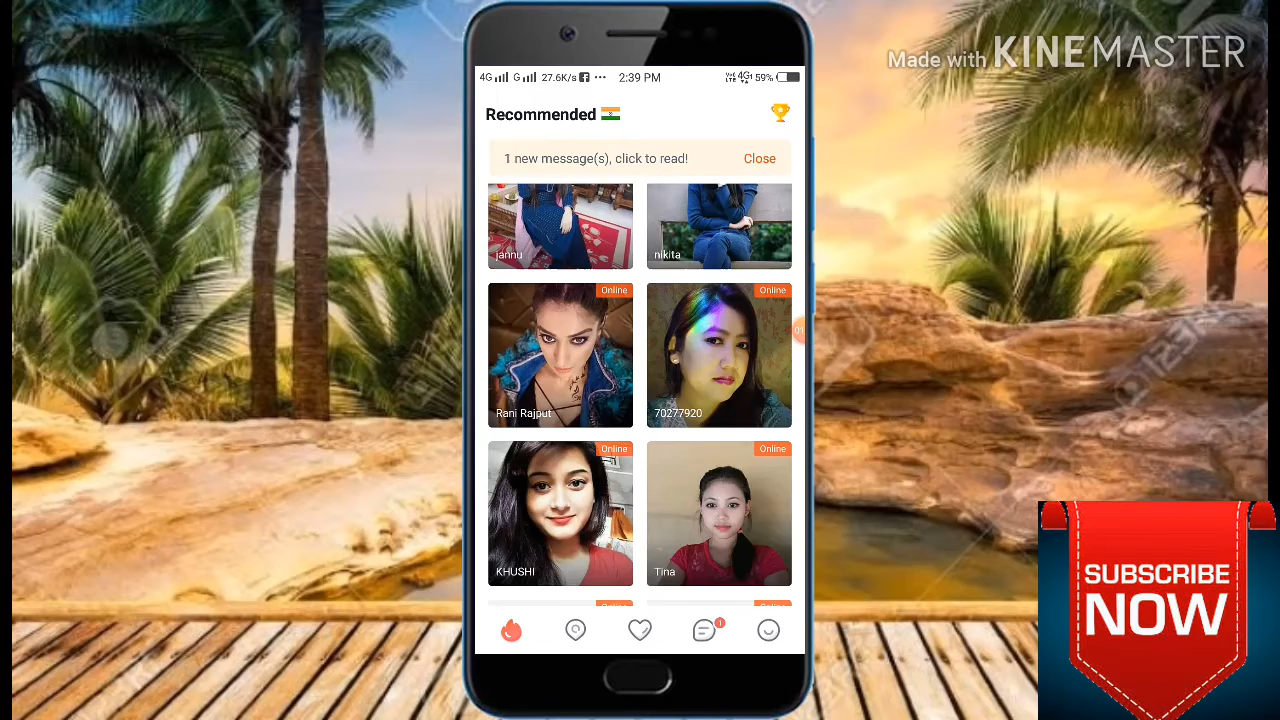 Made with KINEMASTER
4G G 27.6K/s ... 2:39 PM 4G 59%
Recommended
1 new message(s), click to read! Close
jannu nikita
Online Online
Rani Rajput 70277920
Online Online
KHUSHI Tina
1
SUBSCRIBE
NOW